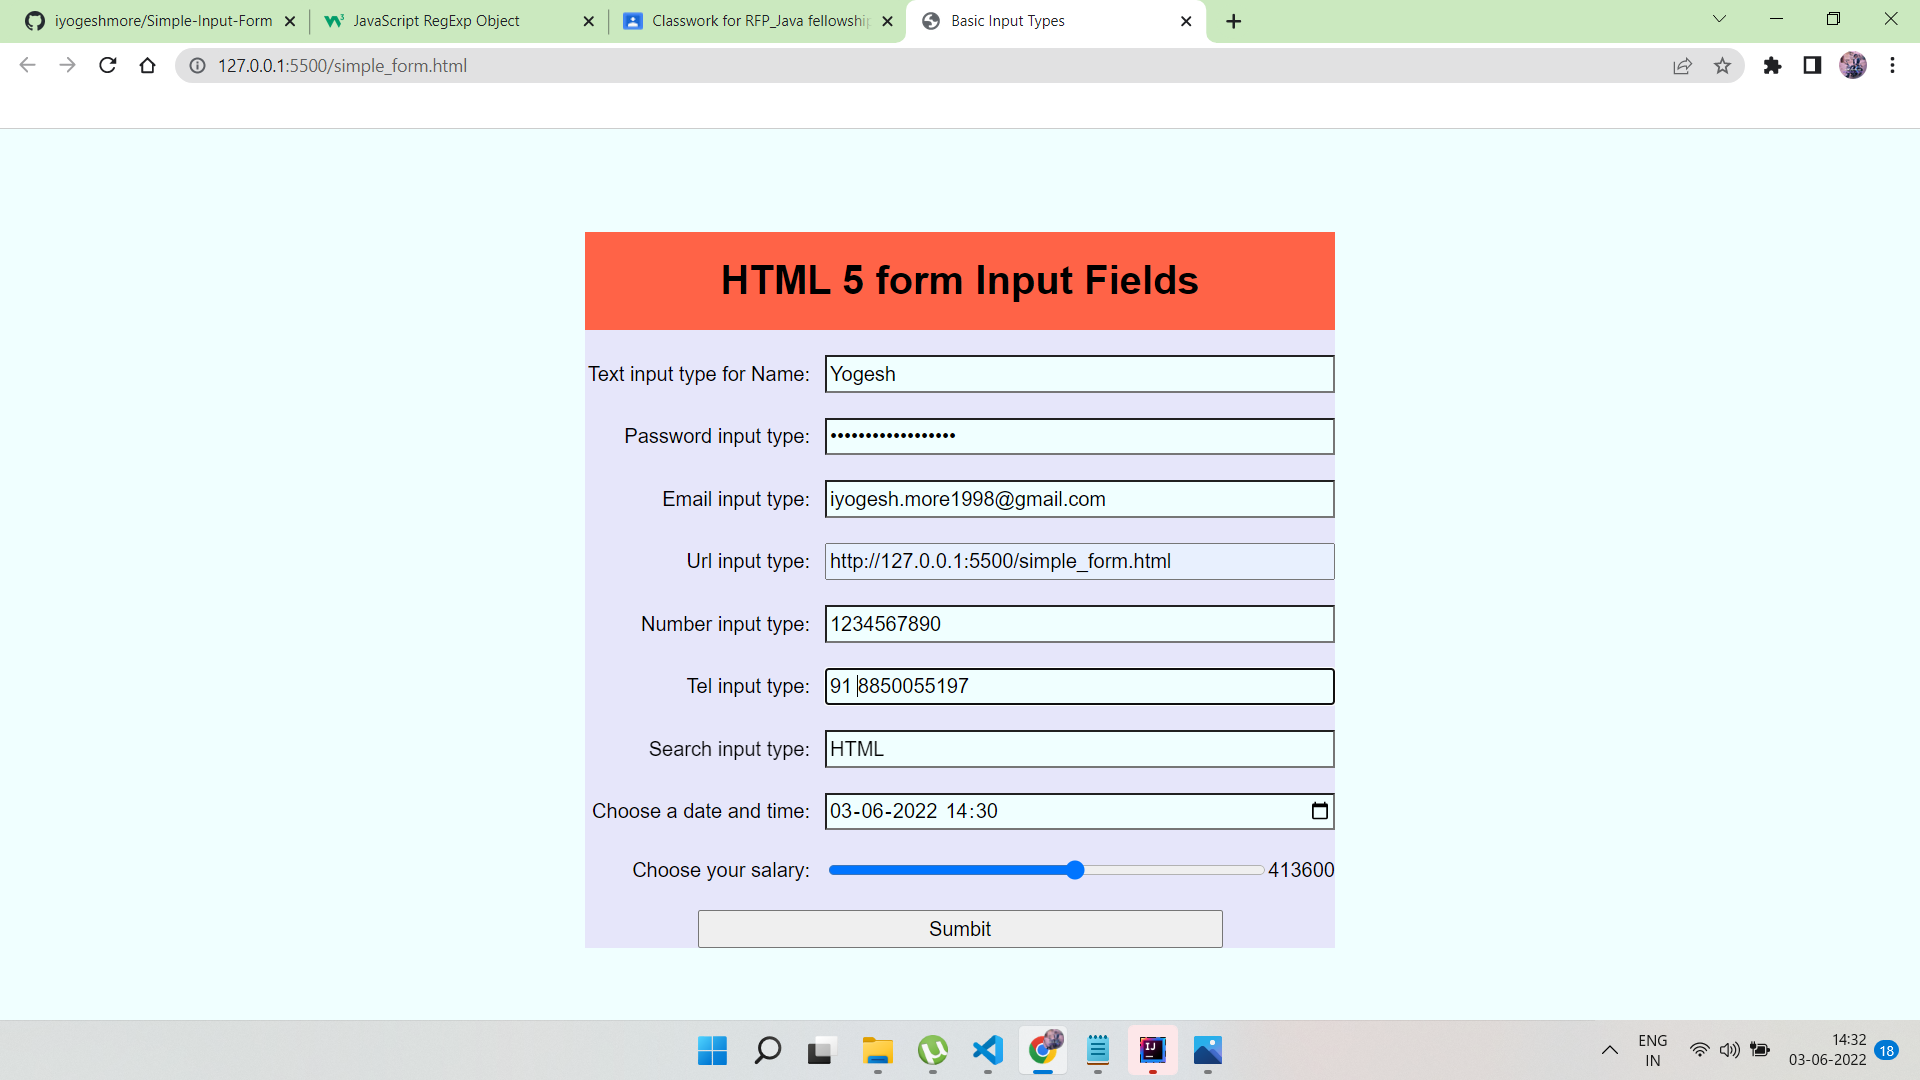 iyogeshmore/Simple-Input-Form
JavaScript RegExp Object
Classwork for RFP_Java fellowship
Basic Input Types
127.0.0.1:5500/simple_form.html
HTML 5 form Input Fields
Text input type for Name: Yogesh
Password input type: ••••••••••••••••••
Email input type: iyogesh.more1998@gmail.com
Url input type: http://127.0.0.1:5500/simple_form.html
Number input type: 1234567890
Tel input type: 91 8850055197
Search input type: HTML
Choose a date and time: 03-06-2022 14:30
Choose your salary: 413600
Sumbit
ENG
IN
14:32
03-06-2022
18